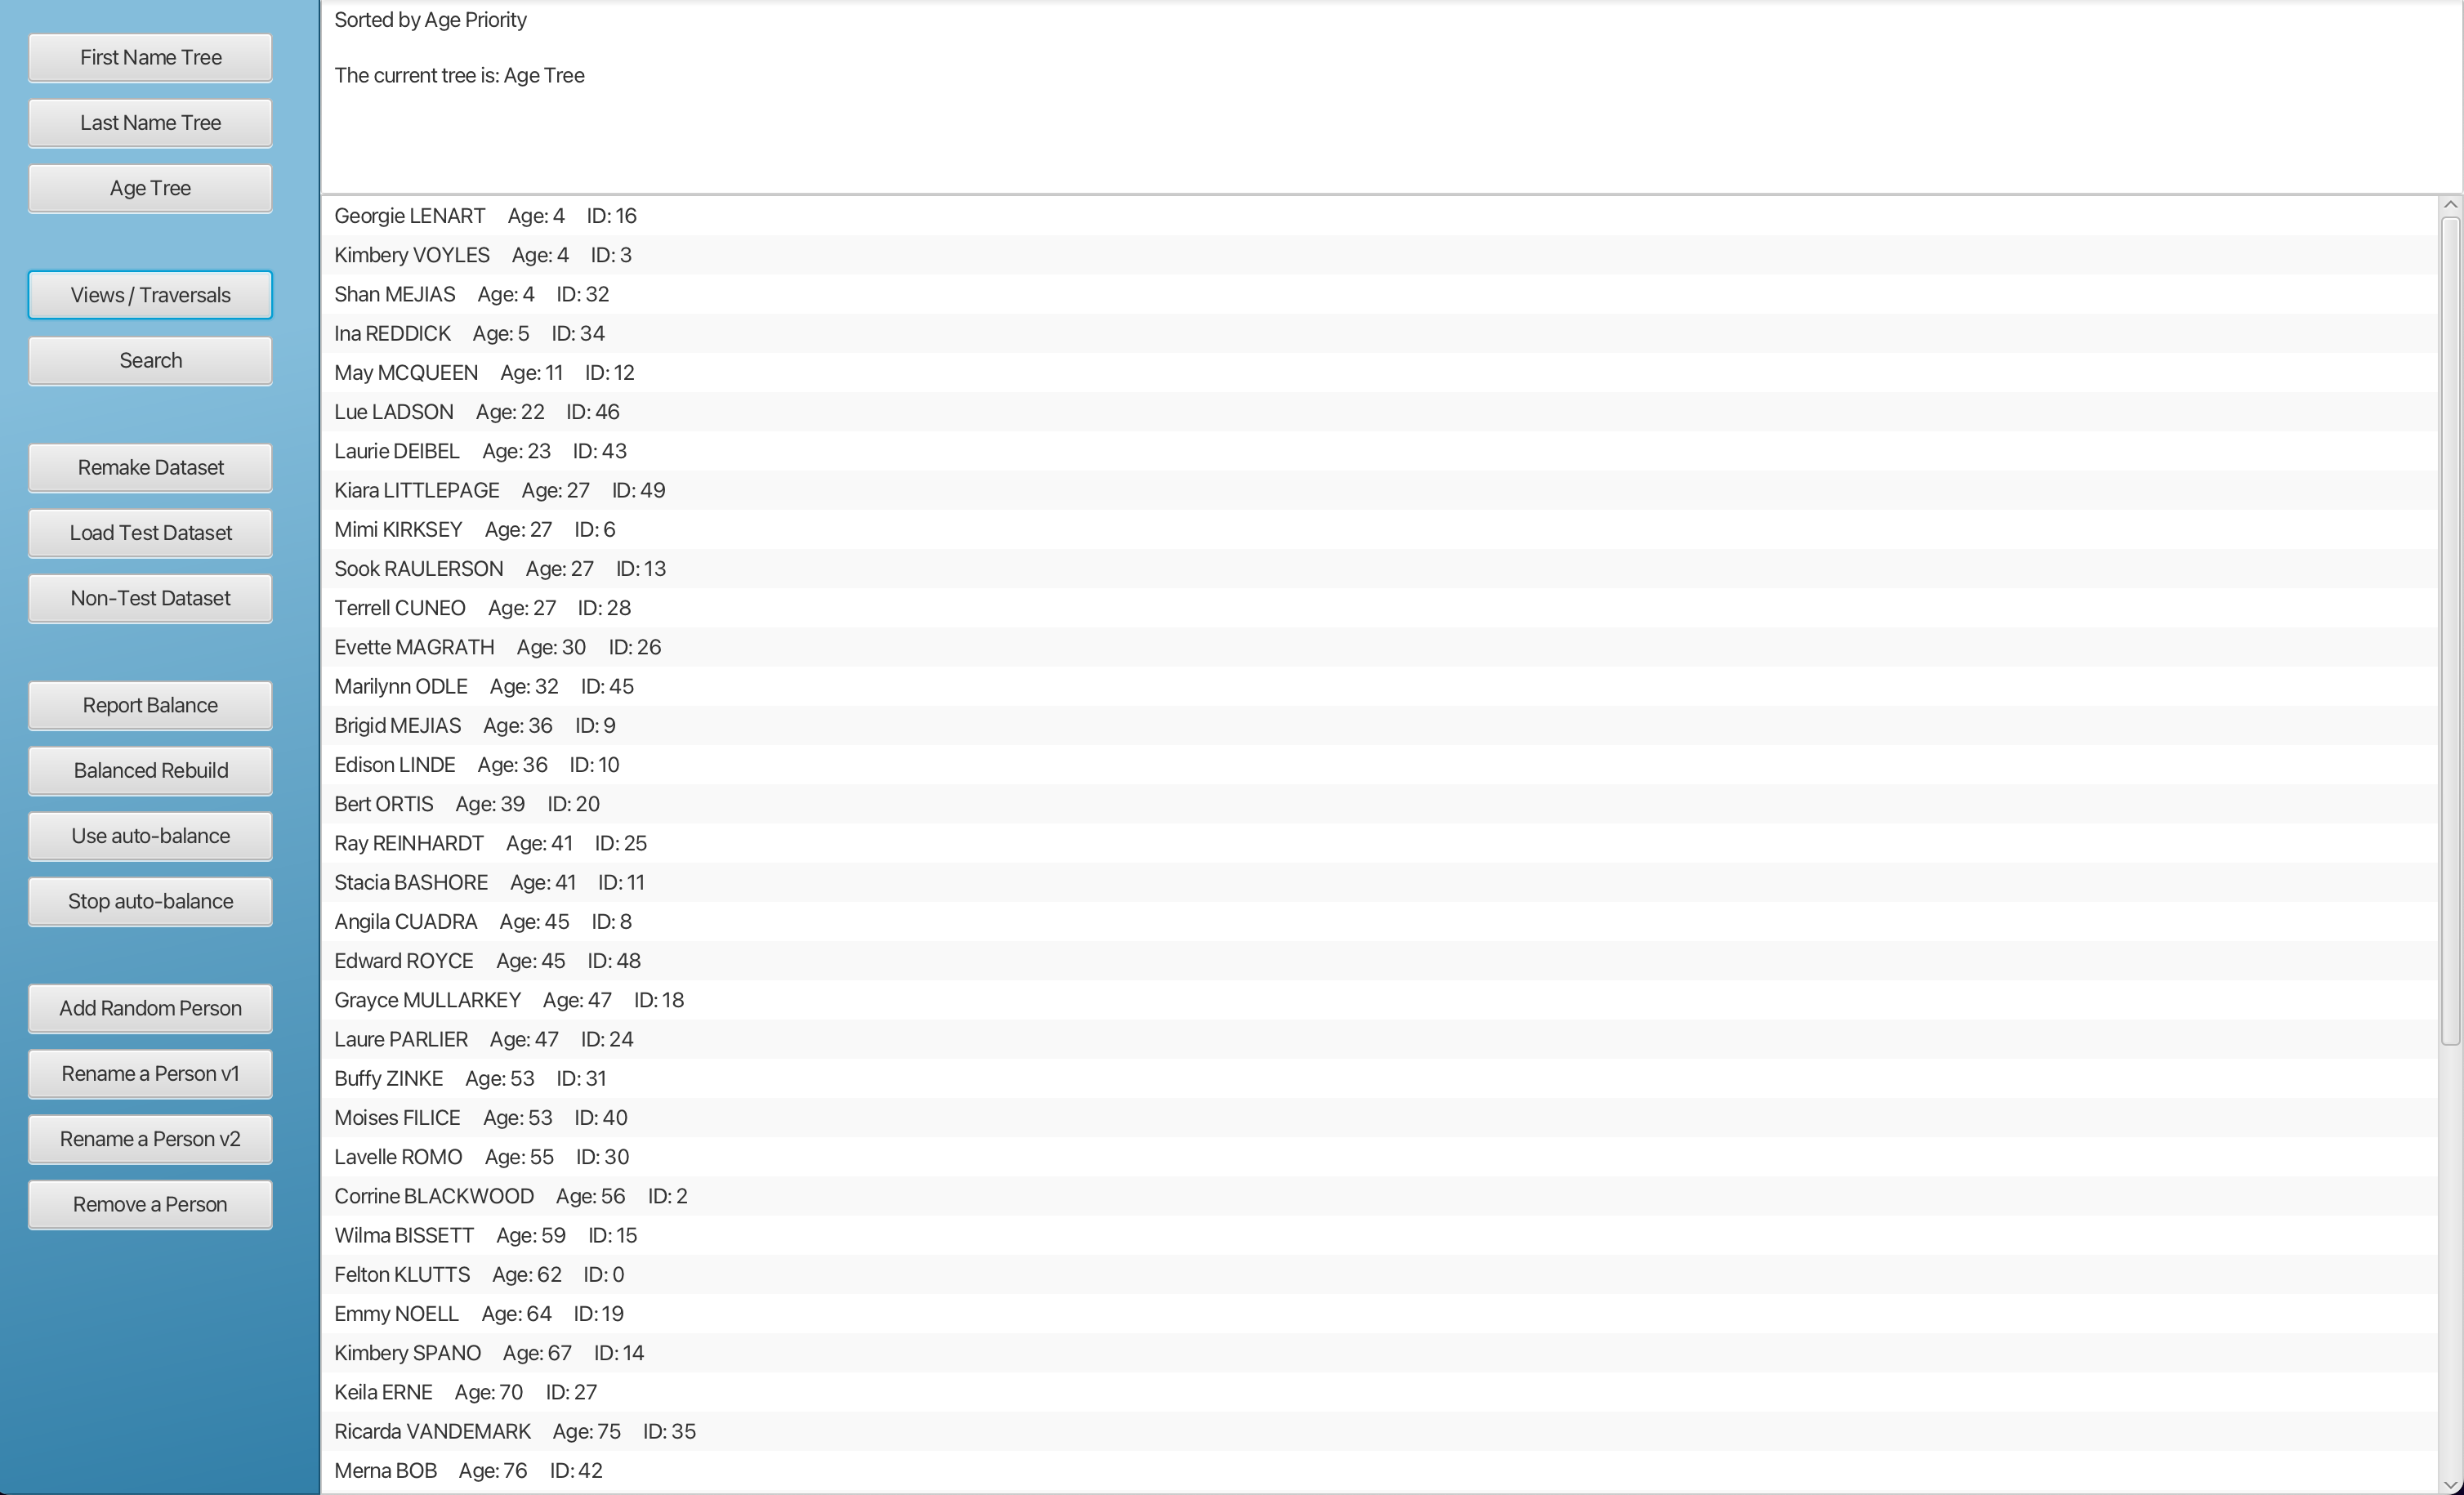 First Name Tree
Last Name Tree
Age Tree
Views / Traversals
Search
Remake Dataset
Load Test Dataset
Non-Test Dataset
Report Balance
Balanced Rebuild
Use auto-balance
Stop auto-balance
Add Random Person
Rename a Person v1
Rename a Person v2
Remove a Person
Sorted by Age Priority
The current tree is: Age Tree
Georgie LENART Age: 4 ID: 16
Kimbery VOYLES Age: 4 ID: 3
Shan MEJIAS Age: 4 ID: 32
Ina REDDICK Age: 5 ID: 34
May MCQUEEN Age: 11 ID: 12
Lue LADSON Age: 22 ID: 46
Laurie DEIBEL Age: 23 ID: 43
Kiara LITTLEPAGE Age: 27 ID: 49
Mimi KIRKSEY Age: 27 ID: 6
Sook RAULERSON Age: 27 ID: 13
Terrell CUNEO Age: 27 ID: 28
Evette MAGRATH Age: 30 ID: 26
Marilynn ODLE Age: 32 ID: 45
Brigid MEJIAS Age: 36 ID: 9
Edison LINDE Age: 36 ID: 10
Bert ORTIS Age: 39 ID: 20
Ray REINHARDT Age: 41 ID: 25
Stacia BASHORE Age: 41 ID: 11
Angila CUADRA Age: 45 ID: 8
Edward ROYCE Age: 45 ID: 48
Grayce MULLARKEY Age: 47 ID: 18
Laure PARLIER Age: 47 ID: 24
Buffy ZINKE Age: 53 ID: 31
Moises FILICE Age: 53 ID: 40
Lavelle ROMO Age: 55 ID: 30
Corrine BLACKWOOD Age: 56 ID: 2
Wilma BISSETT Age: 59 ID: 15
Felton KLUTTS Age: 62 ID: 0
Emmy NOELL Age: 64 ID: 19
Kimbery SPANO Age: 67 ID: 14
Keila ERNE Age: 70 ID: 27
Ricarda VANDEMARK Age: 75 ID: 35
Merna BOB Age: 76 ID: 42